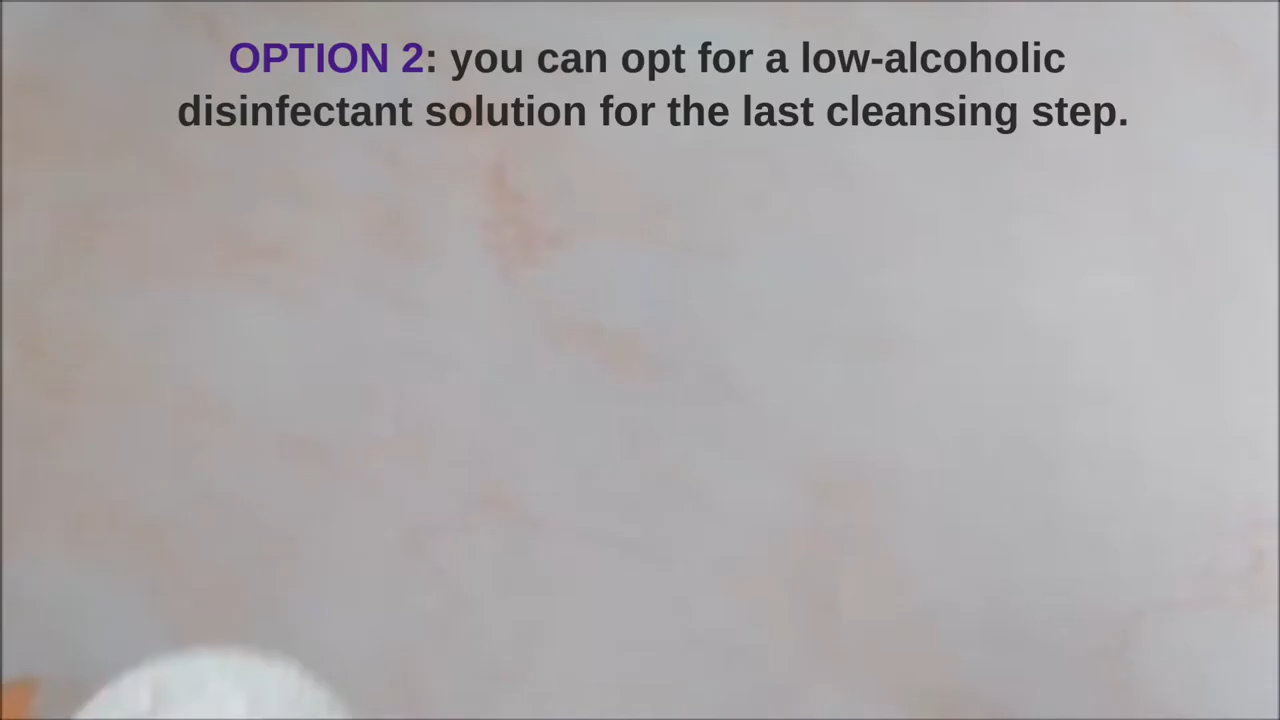 OPTION 2: you can opt for a low-alcoholic
disinfectant solution for the last cleansing step.